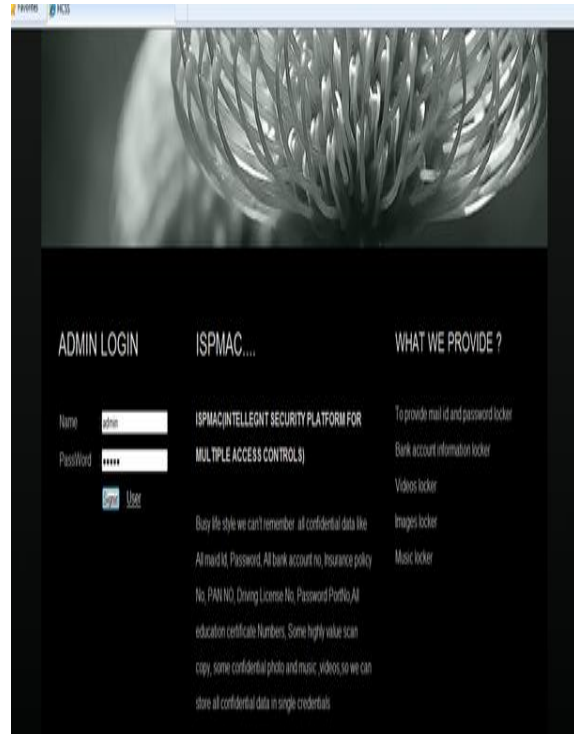 Favorites HCSS
ADMIN LOGIN
Name admin
PassWord •••••
Signin User
ISPMAC....
ISPMAC(INTELLEGNT SECURITY PLATFORM FOR
MULTIPLE ACCESS CONTROLS)
Busy life style we can't remember all confidential data like
All maid Id, Password, All bank account no, Insurance policy
No, PAN NO, Driving License No, Password PortNo,All
education certificate Numbers, Some highly value scan
copy, some confidential photo and music ,videos,so we can
store all confidential data in single credentials
WHAT WE PROVIDE ?
To provide mail id and password locker
Bank account information locker
Videos locker
Images locker
Music locker